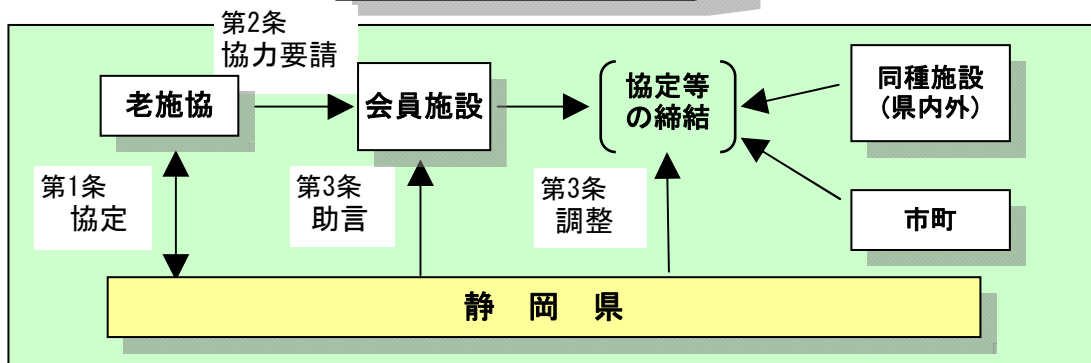 第2条
協力要請
老施協
会員施設
協定等
の締結
同種施設
(県内外)
第1条
協定
第3条
助言
第3条
調整
市町
静岡県